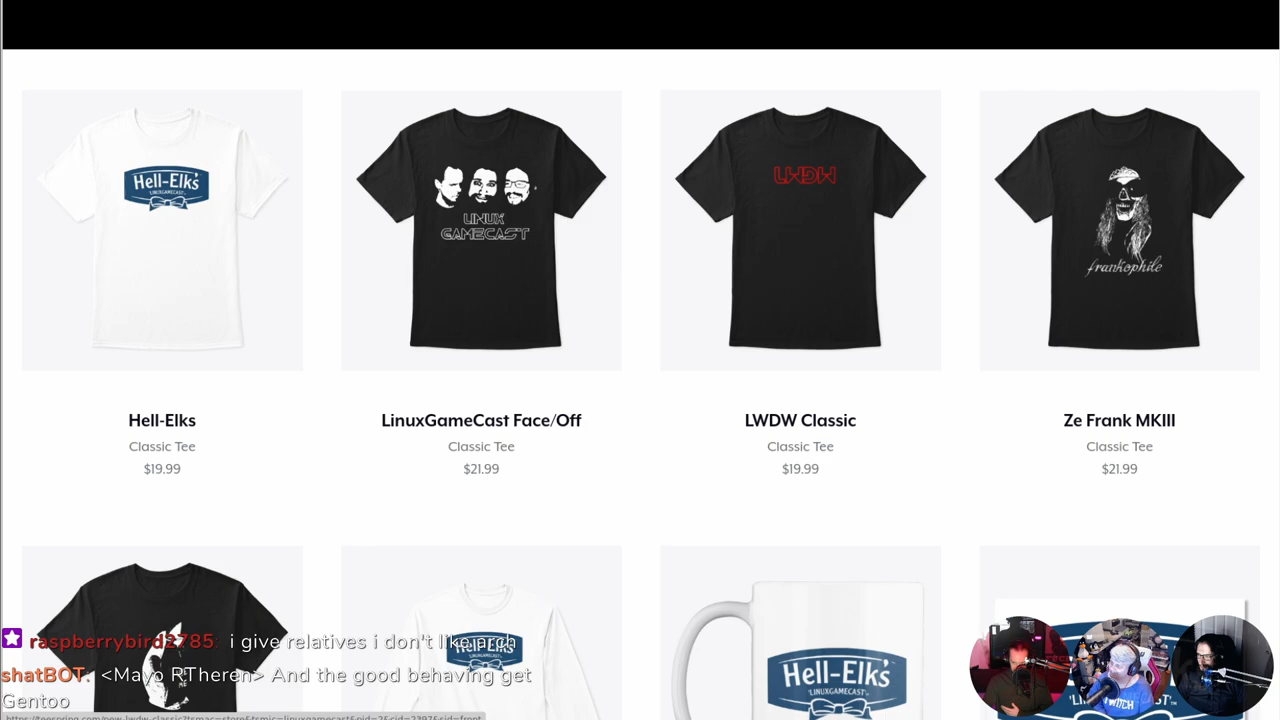 Hell-Elks
LINUXGAMECAST
LINUX
GAMECAST
LWDW
frankophile
Hell-Elks
LinuxGameCast Face/Off
LWDW Classic
Ze Frank MKIII
Classic Tee
Classic Tee
Classic Tee
Classic Tee
$19.99
$21.99
$19.99
$21.99
Hell-Elks
Hell-Elks
'LINUXGAMECAST'
raspberrybird2785: i give relatives i don't like arch
shatBOT: <Mayo RTheren> And the good behaving get
Gentoo